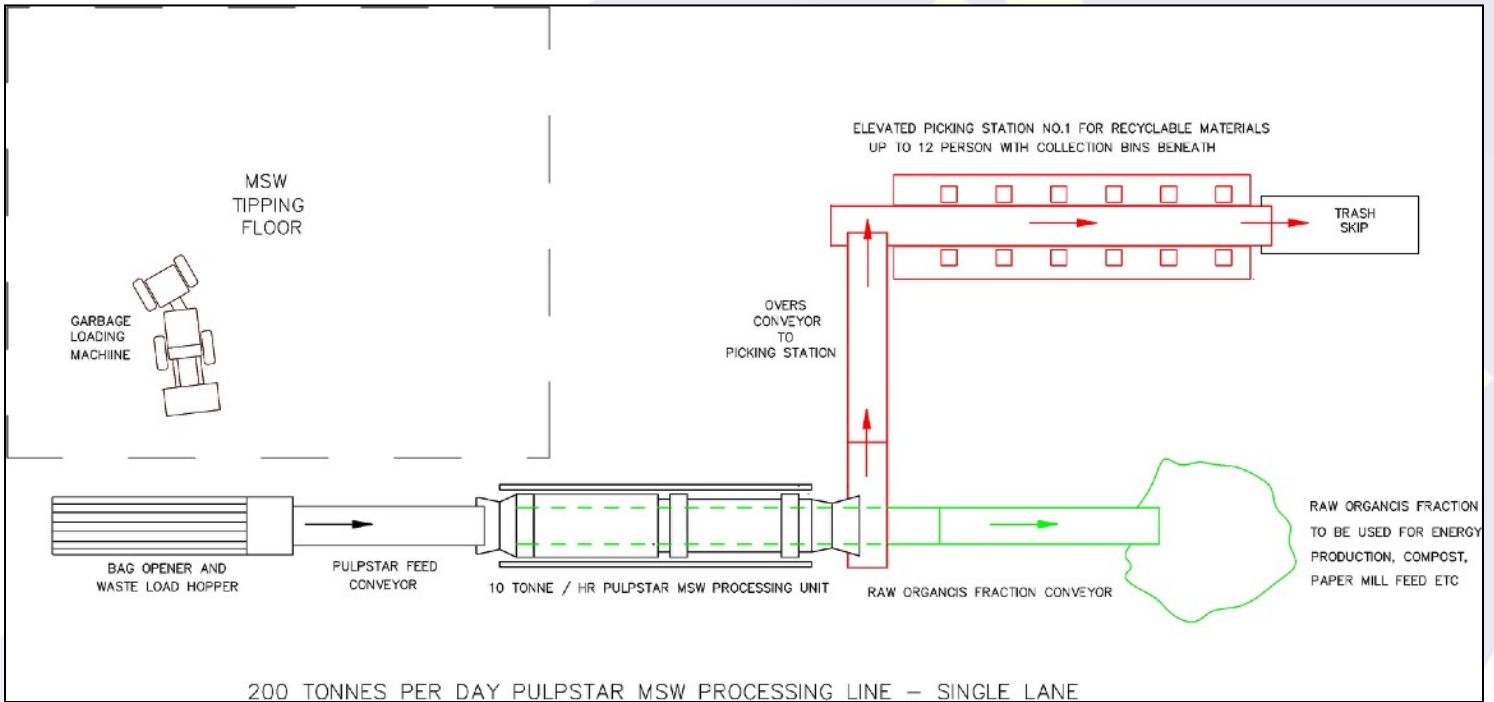 ELEVATED PICKING STATION NO.1 FOR RECYCLABLE MATERIALS
UP TO 12 PERSON WITH COLLECTION BINS BENEATH
MSW
TIPPING
FLOOR
TRASH
SKIP
GARBAGE
LOADING
MACHIINE
OVERS
CONVEYOR
TO
PICKING STATION
BAG OPENER AND
WASTE LOAD HOPPER
PULPSTAR FEED
CONVEYOR
10 TONNE / HR PULPSTAR MSW PROCESSING UNIT
RAW ORGANCIS FRACTION CONVEYOR
RAW ORGANCIS FRACTION
TO BE USED FOR ENERGY
PRODUCTION, COMPOST,
PAPER MILL FEED ETC
200 TONNES PER DAY PULPSTAR MSW PROCESSING LINE – SINGLE LANE